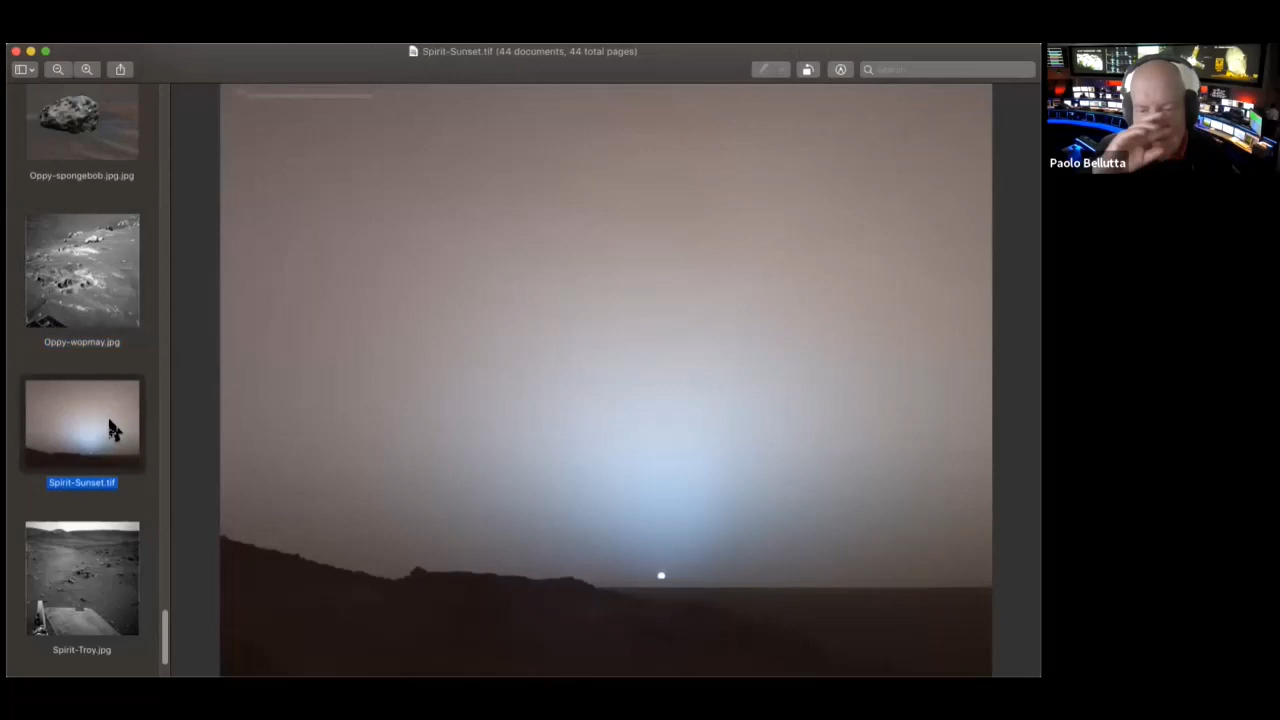 Spirit-Sunset.tif (44 documents, 44 total pages)
Search
Oppy-spongebob.jpg.jpg
Oppy-wopmay.jpg
Spirit-Sunset.tif
Spirit-Troy.jpg
Paolo Bellutta